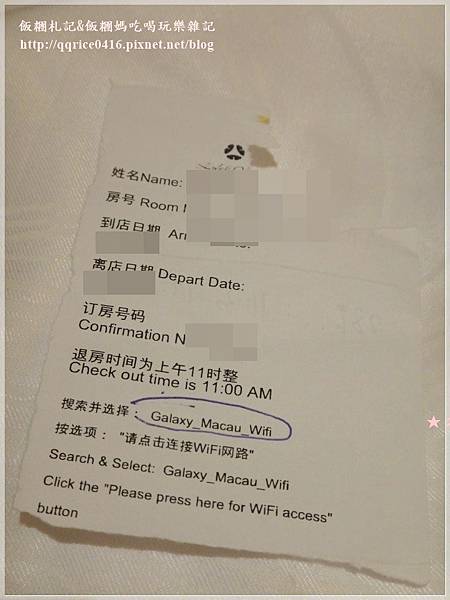 飯糰札記&飯糰媽吃喝玩樂雜記
http://qqrice0416.pixnet.net/blog
姓名Name:
房号 Room
到店日期
离店日期 Depart Date:
订房号码
Confirmation N
退房时间为上午11时整
Check out time is 11:00 AM
搜索并选择： Galaxy_Macau_Wifi
按选项： "请点击连接WiFi网路"
Search & Select: Galaxy_Macau_Wifi
Click the "Please press here for WiFi access"
button